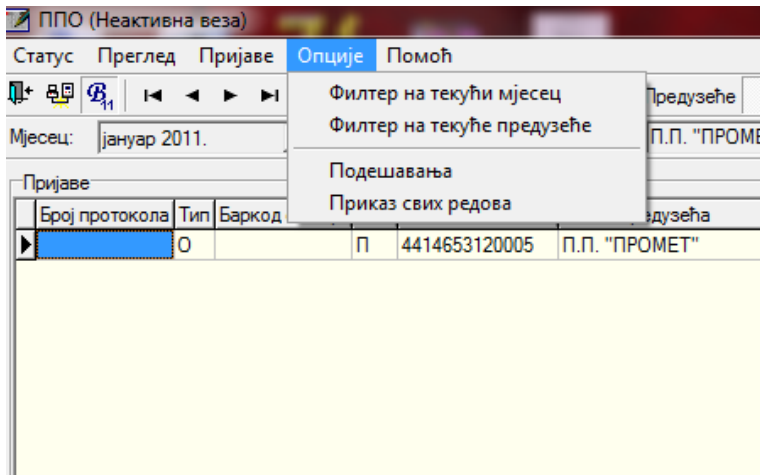 ППО (Неактивна веза)
Статус Преглед Пријаве Опције Помоћ
Филтер на текући мјесец
Филтер на текуће предузеће
Подешавања
Приказ свих редова
B11
Предузеће
Мјесец: јануар 2011. П.П. "ПРОМЕ
Пријаве
Број протокола Тип Баркод
О П 4414653120005 П.П. "ПРОМЕТ"